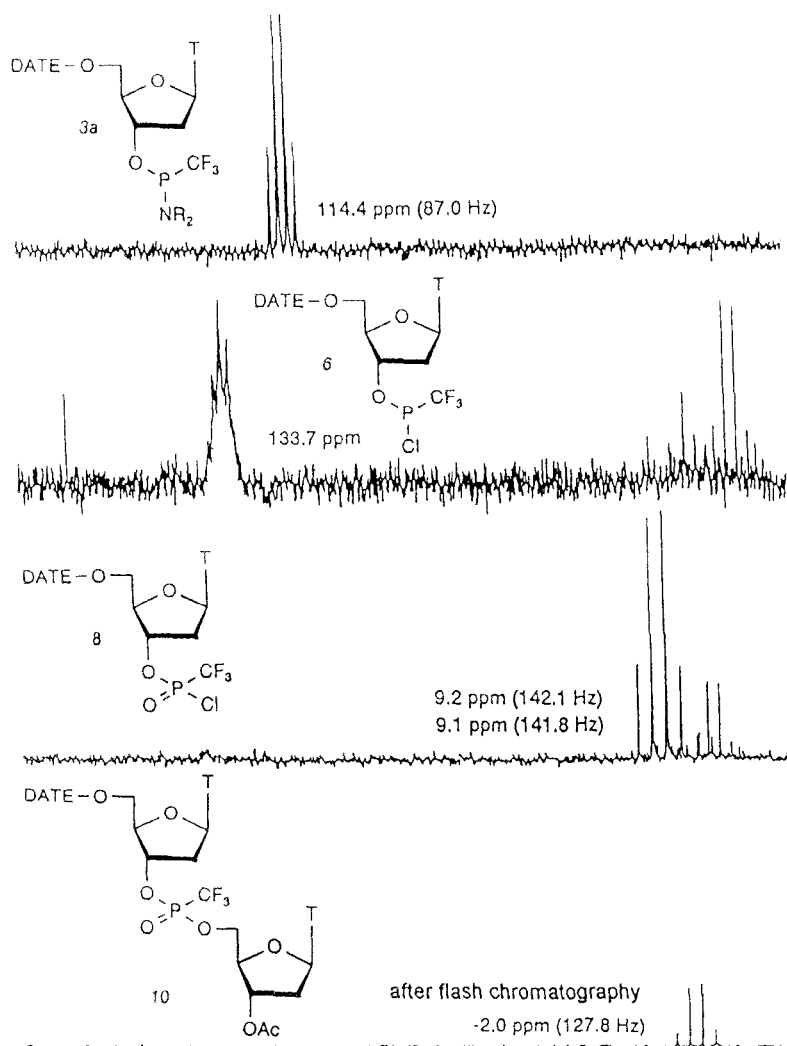 T
DATE-O
O
3a
O
CF3
P
NR2
114.4 ppm (87.0 Hz)
T
DATE-O
O
6
O
CF3
P
Cl
133.7 ppm
T
DATE-O
O
8
O
CF3
P
O
Cl
9.2 ppm (142.1 Hz)
9.1 ppm (141.8 Hz)
T
DATE-O
O
O
CF3
P
O
O
T
O
10
OAc
after flash chromatography
-2.0 ppm (127.8 Hz)